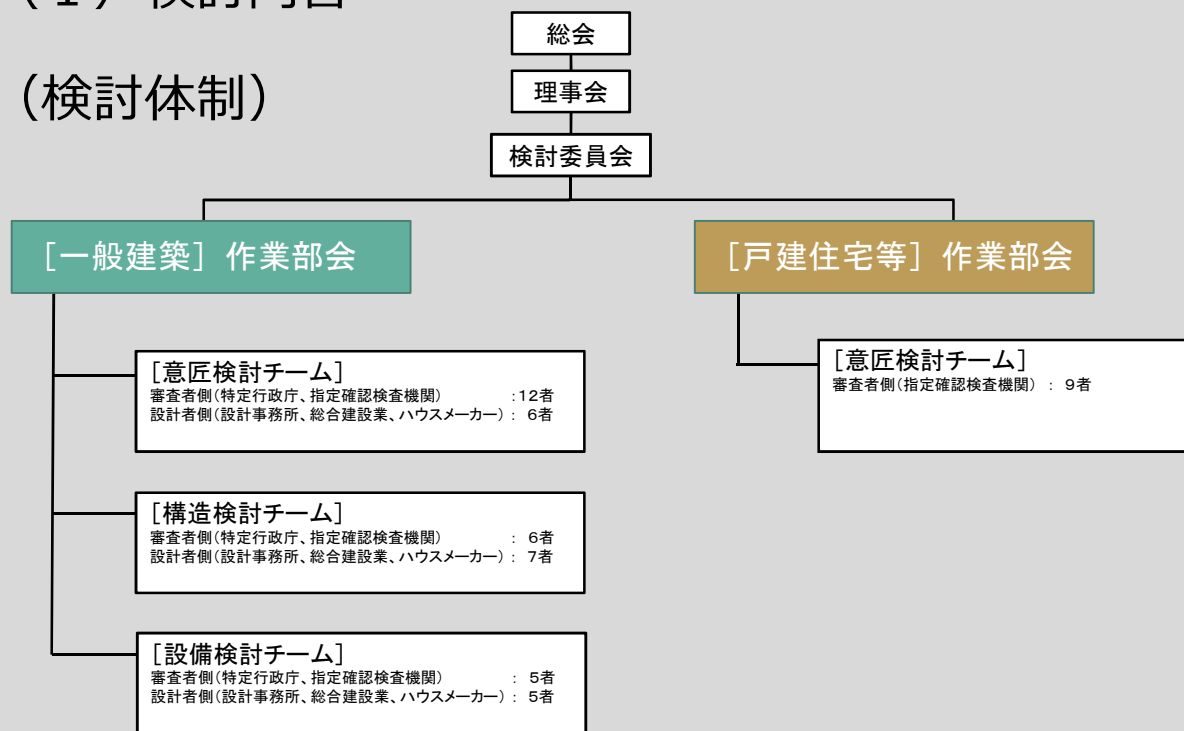 (検討体制)
総会
理事会
検討委員会
[一般建築] 作業部会
[意匠検討チーム]
審査者側(特定行政庁、指定確認検査機関) :12者
設計者側(設計事務所、総合建設業、ハウスメーカー) : 6者
[構造検討チーム]
審査者側(特定行政庁、指定確認検査機関) : 6者
設計者側(設計事務所、総合建設業、ハウスメーカー) : 7者
[設備検討チーム]
審査者側(特定行政庁、指定確認検査機関) : 5者
設計者側(設計事務所、総合建設業、ハウスメーカー) : 5者
[戸建住宅等] 作業部会
[意匠検討チーム]
審査者側(指定確認検査機関) : 9者